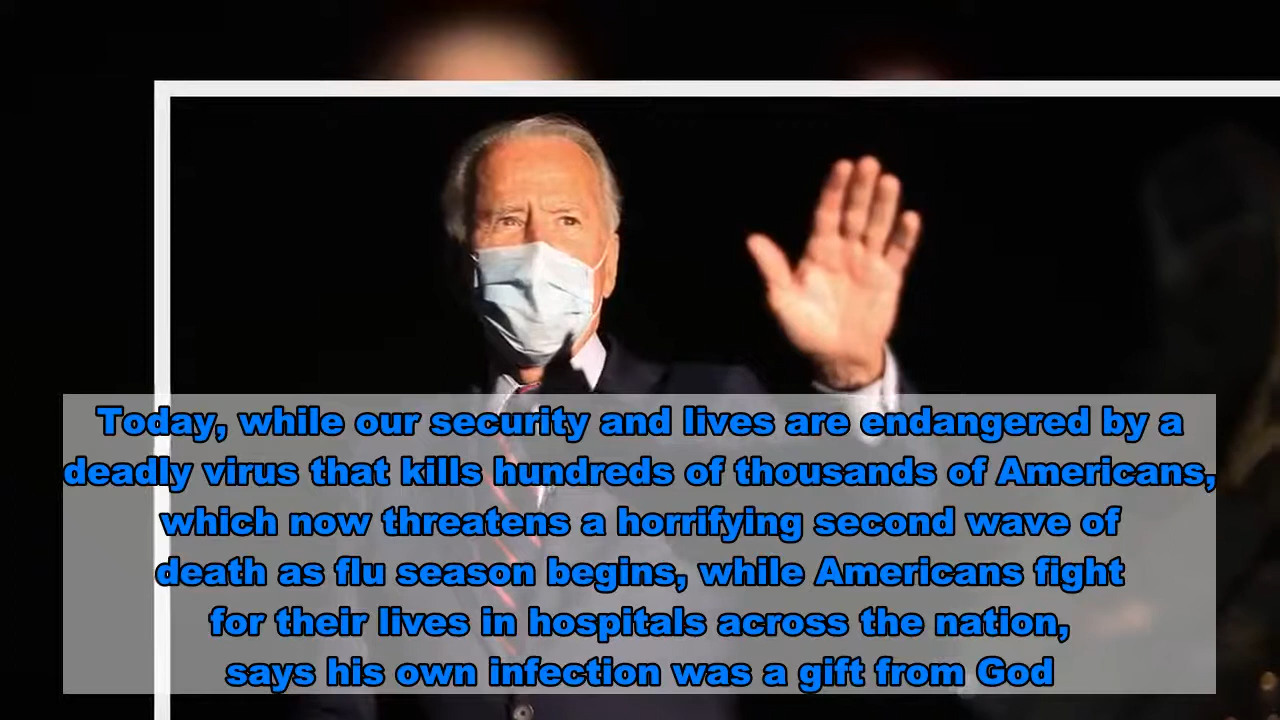 Today, while our security and lives are endangered by a
deadly virus that kills hundreds of thousands of Americans,
which now threatens a horrifying second wave of
death as flu season begins, while Americans fight
for their lives in hospitals across the nation,
says his own infection was a gift from God